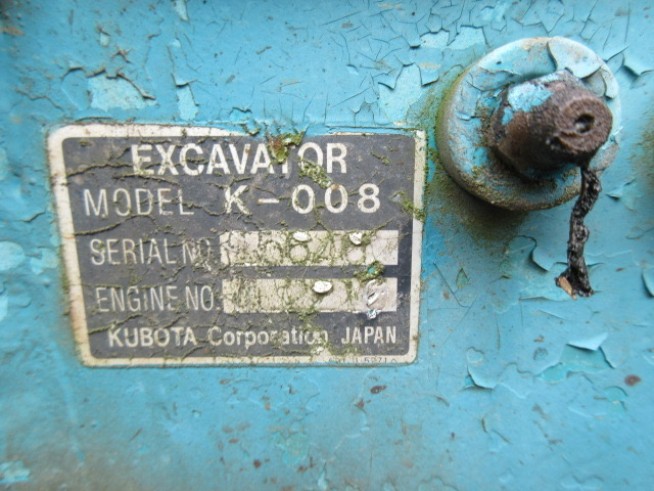 EXCAVATOR
MODEL K-008
SERIAL NO.
ENGINE NO.
KUBOTA Corporation JAPAN